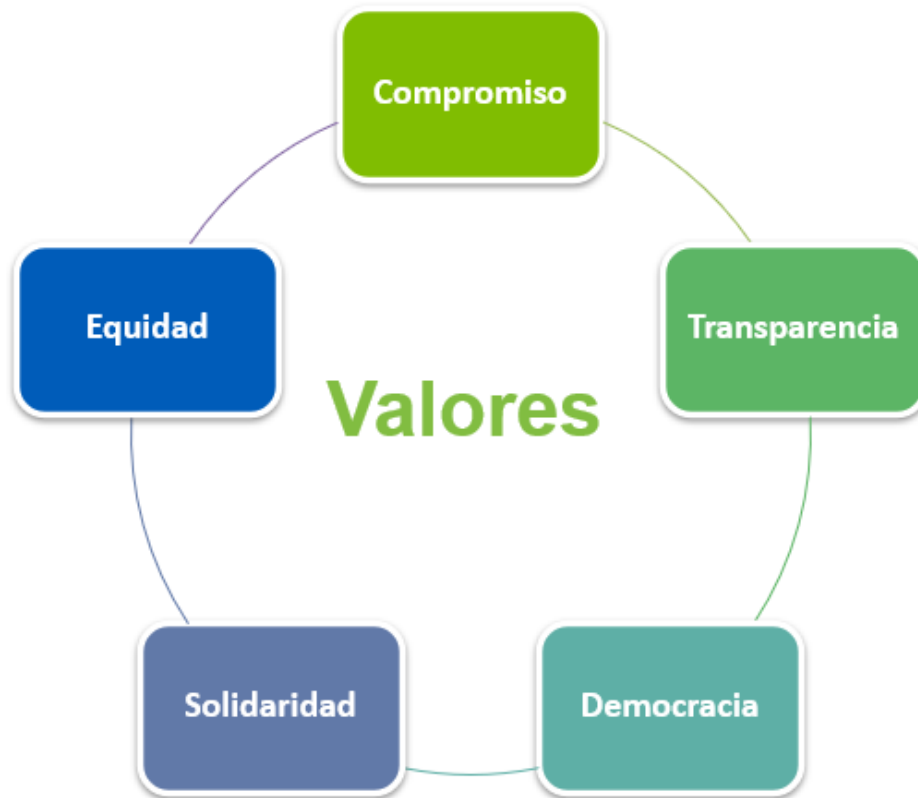 Compromiso
Equidad
Transparencia
Valores
Solidaridad
Democracia